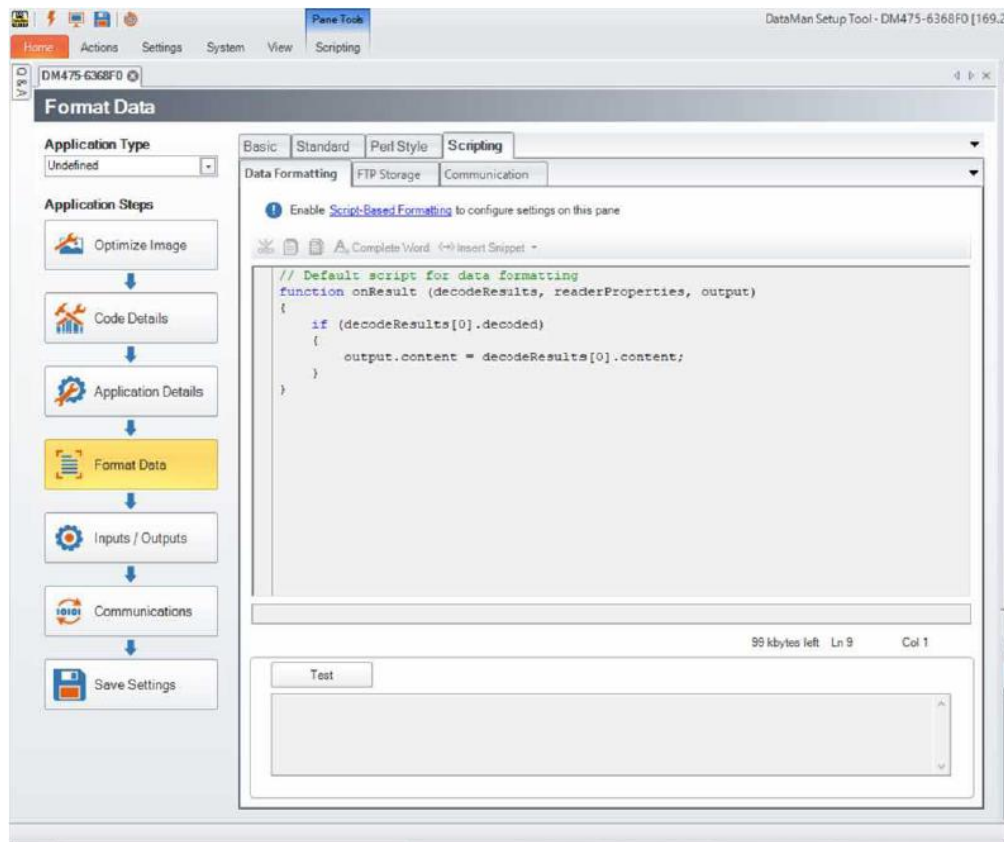 Pane Tools
DataMan Setup Tool - DM475-6368F0 [169.2
Home Actions Settings System View Scripting
Q & A
DM475-6368F0
Format Data
Application Type
Undefined
Application Steps
Optimize Image
Code Details
Application Details
Format Data
Inputs / Outputs
Communications
Save Settings
Basic Standard Perl Style Scripting
Data Formatting FTP Storage Communication
Enable Script-Based Formatting to configure settings on this pane
Complete Word Insert Snippet
// Default script for data formatting
function onResult (decodeResults, readerProperties, output)
{
if (decodeResults[0].decoded)
{
output.content = decodeResults[0].content;
}
}
99 kbytes left Ln 9 Col 1
Test